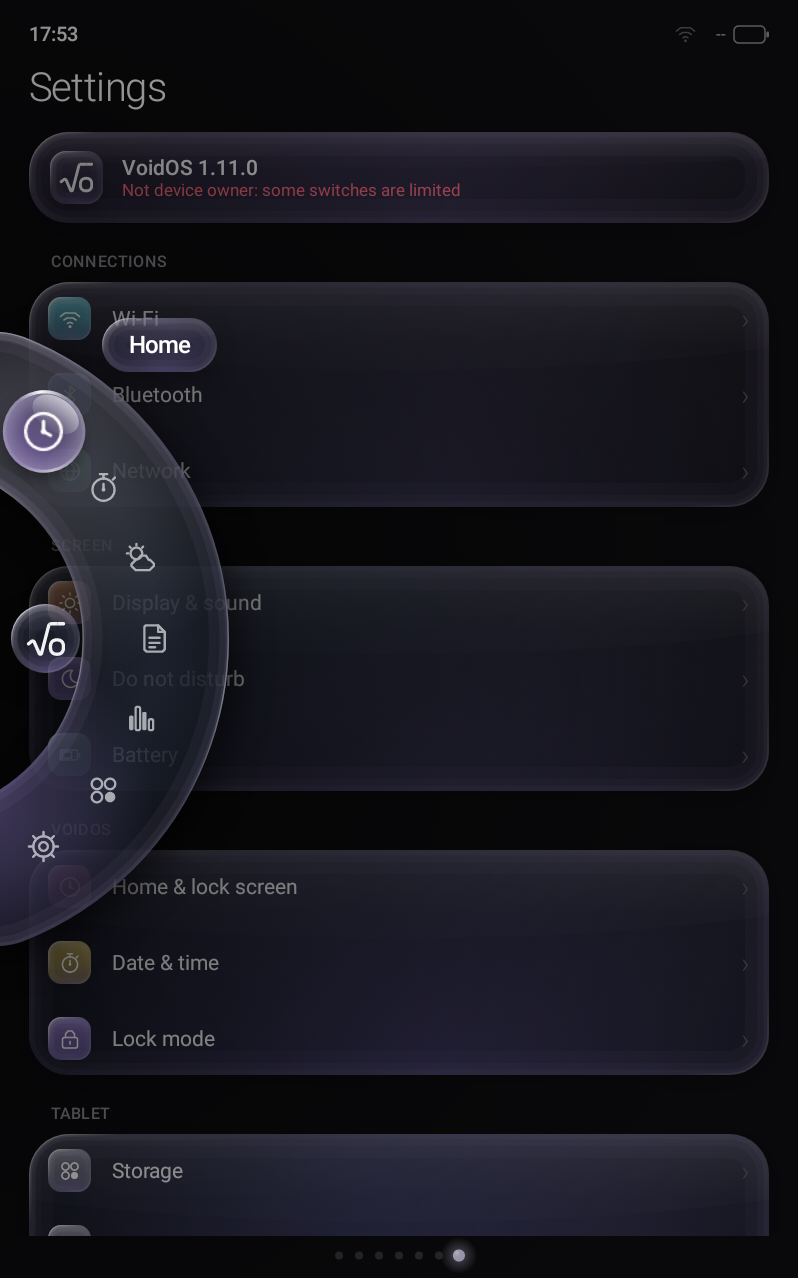 17:53
--
Settings
VoidOS 1.11.0
Not device owner: some switches are limited
CONNECTIONS
Wi-Fi
Home
Bluetooth
Network
SCREEN
Display & sound
Do not disturb
Battery
VOIDOS
Home & lock screen
Date & time
Lock mode
TABLET
Storage